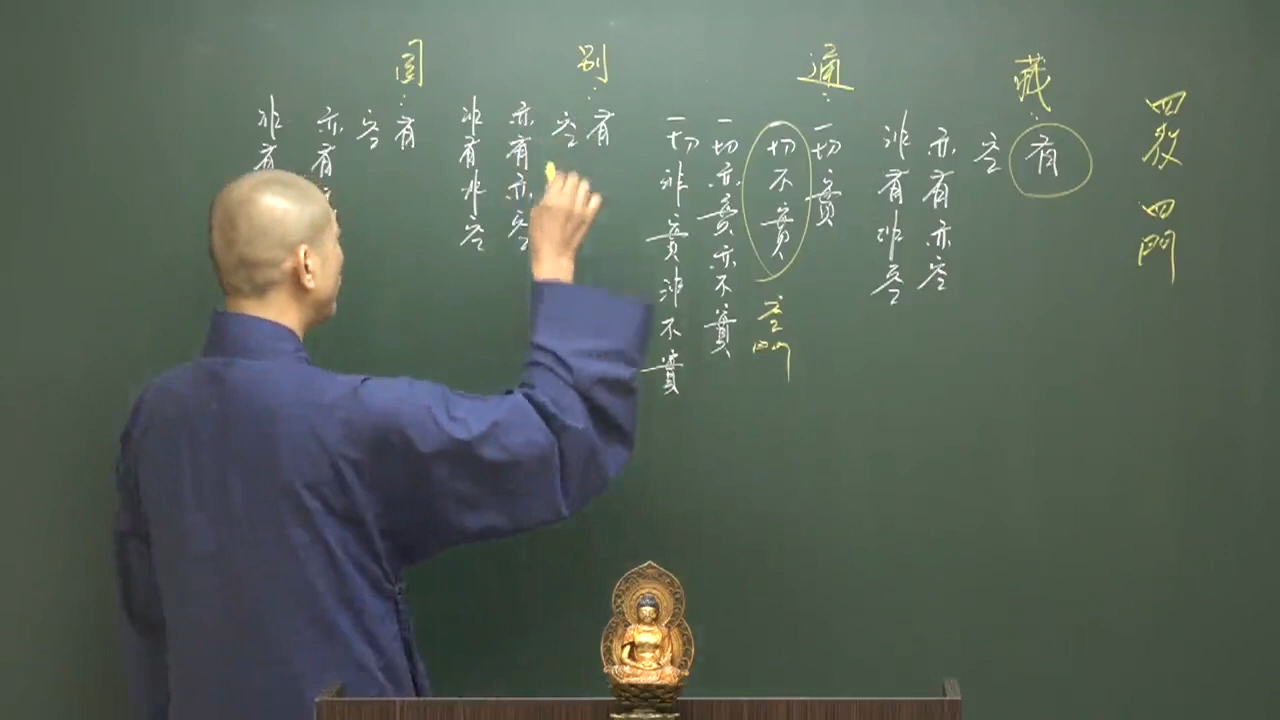 四教四門
藏:
有
空
亦有亦空
非有非空
通:
一切實
一切不實
空門
一切亦實亦不實
一切非實非不實
別:
有
空
亦有亦空
非有非空
圓:
有
空
亦有
非有